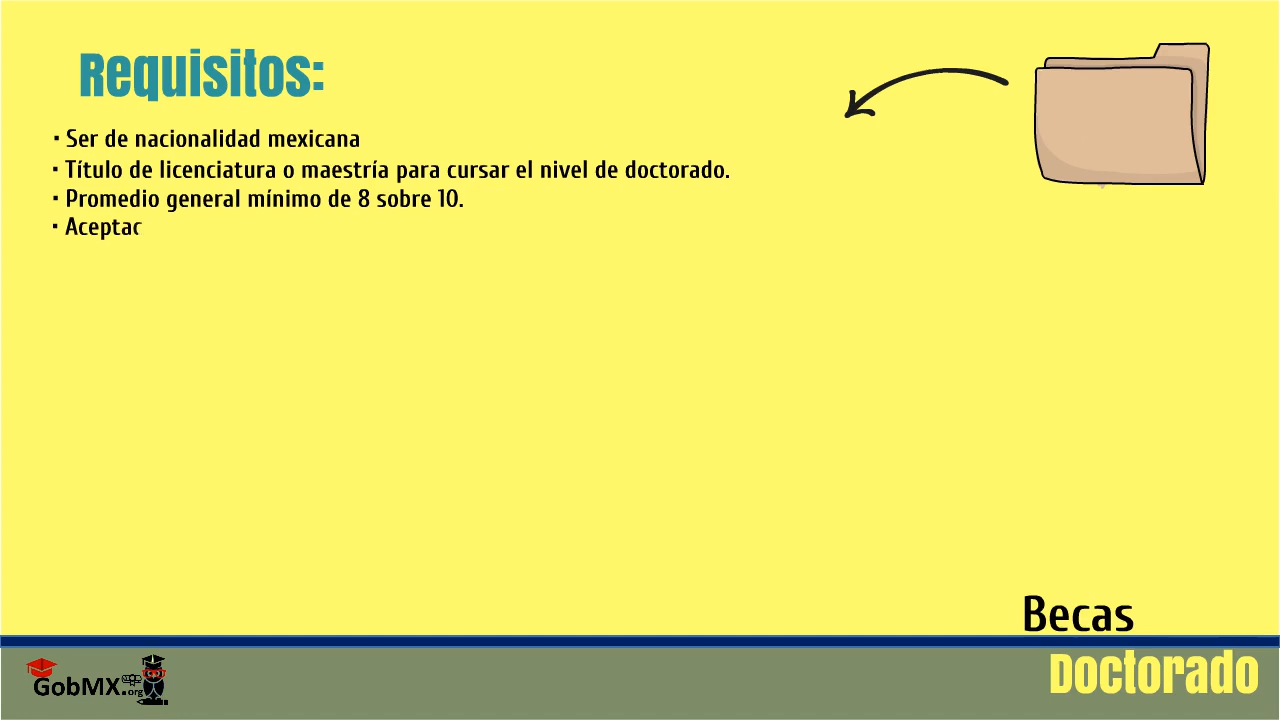 Requisitos:
· Ser de nacionalidad mexicana
· Título de licenciatura o maestría para cursar el nivel de doctorado.
· Promedio general mínimo de 8 sobre 10.
· Aceptac
Becas
Doctorado
GobMX.org